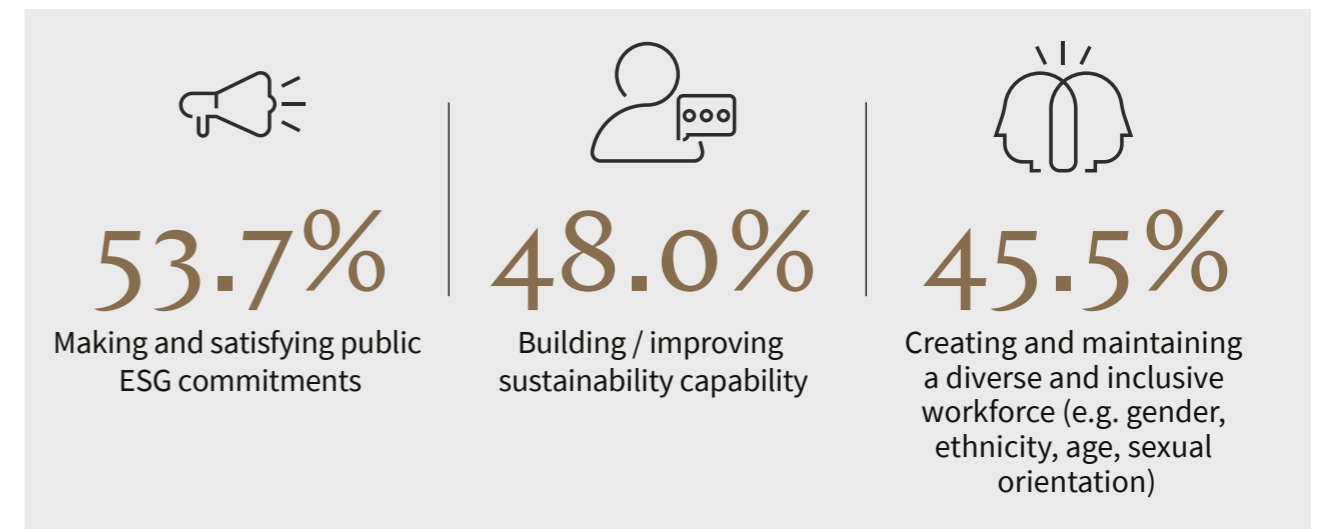 53.7%
Making and satisfying public
ESG commitments
48.0%
Building / improving
sustainability capability
45.5%
Creating and maintaining
a diverse and inclusive
workforce (e.g. gender,
ethnicity, age, sexual
orientation)